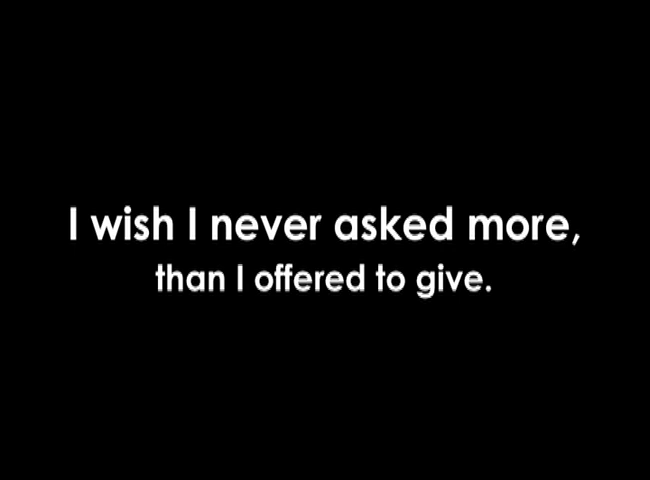 I wish I never asked more,
than I offered to give.